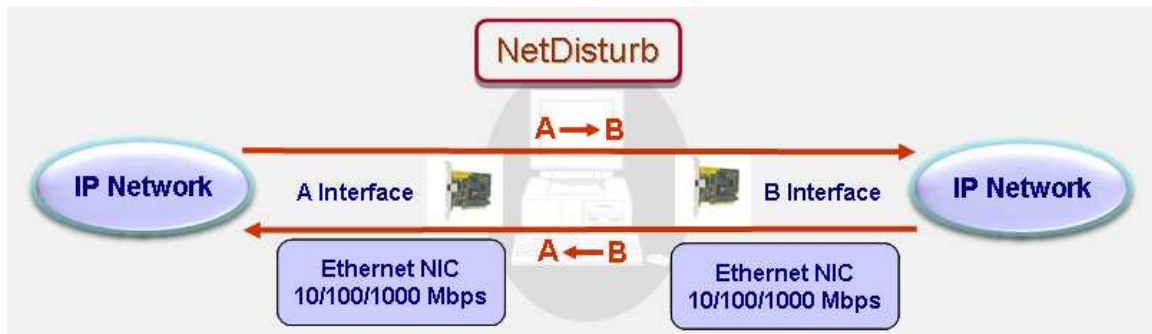 NetDisturb
A → B
IP Network
A Interface
B Interface
IP Network
A ← B
Ethernet NIC
10/100/1000 Mbps
Ethernet NIC
10/100/1000 Mbps